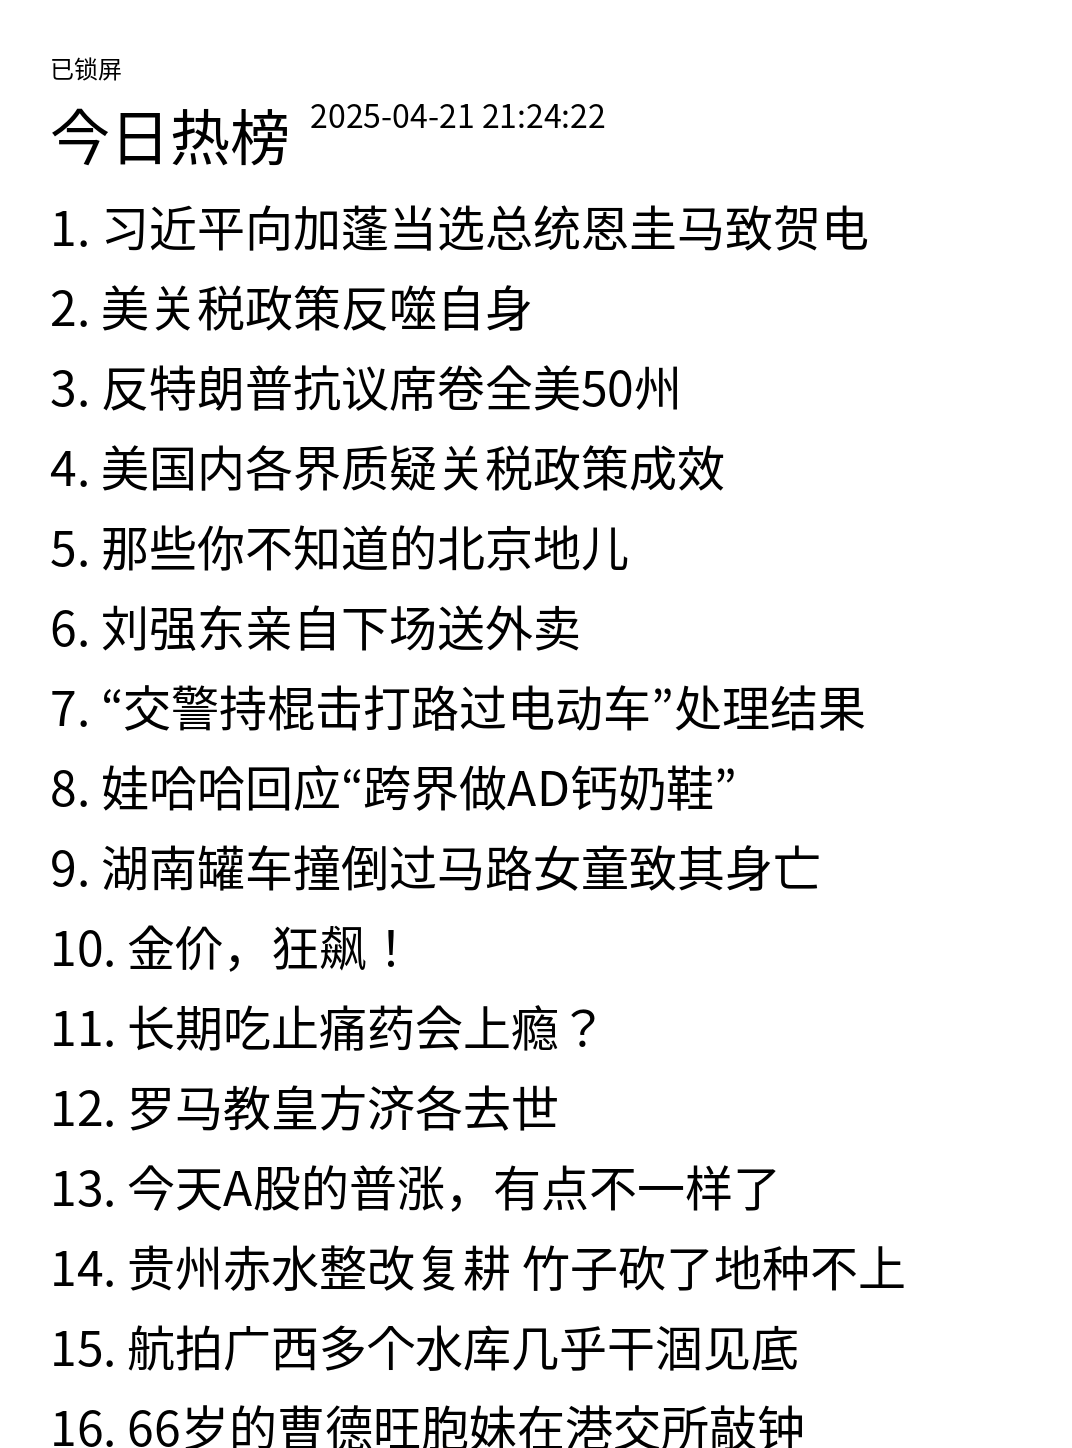 已锁屏
今日热榜 2025-04-21 21:24:22
1. 习近平向加蓬当选总统恩圭马致贺电
2. 美关税政策反噬自身
3. 反特朗普抗议席卷全美50州
4. 美国内各界质疑关税政策成效
5. 那些你不知道的北京地儿
6. 刘强东亲自下场送外卖
7. “交警持棍击打路过电动车”处理结果
8. 娃哈哈回应“跨界做AD钙奶鞋”
9. 湖南罐车撞倒过马路女童致其身亡
10. 金价，狂飙！
11. 长期吃止痛药会上瘾？
12. 罗马教皇方济各去世
13. 今天A股的普涨，有点不一样了
14. 贵州赤水整改复耕 竹子砍了地种不上
15. 航拍广西多个水库几乎干涸见底
16. 66岁的曹德旺胞妹在港交所敲钟